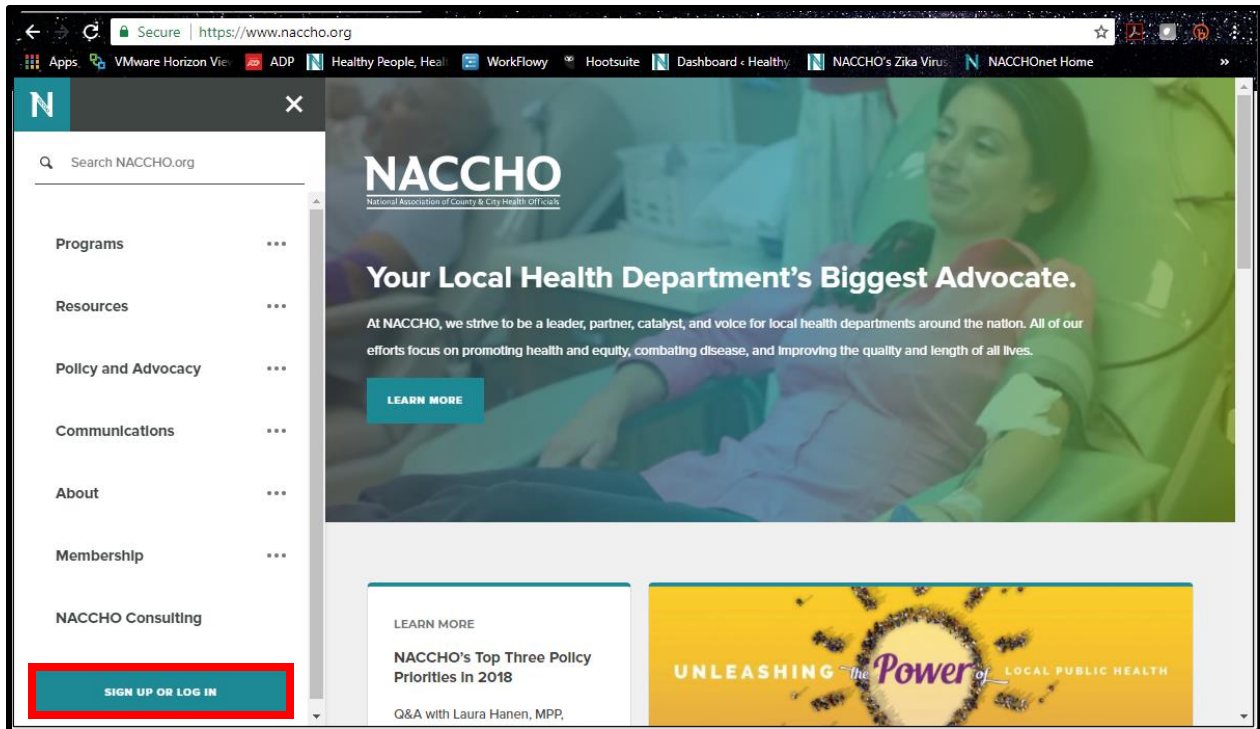 Secure | https://www.naccho.org
Apps VMware Horizon Vie ADP Healthy People, Heal WorkFlowy Hootsuite Dashboard ‹ Healthy NACCHO's Zika Virus NACCHOnet Home »
N ×
Search NACCHO.org
Programs •••
Resources •••
Policy and Advocacy •••
Communications •••
About •••
Membership •••
NACCHO Consulting
SIGN UP OR LOG IN
NACCHO
National Association of County & City Health Officials
Your Local Health Department's Biggest Advocate.
At NACCHO, we strive to be a leader, partner, catalyst, and voice for local health departments around the nation. All of our
efforts focus on promoting health and equity, combating disease, and improving the quality and length of all lives.
LEARN MORE
LEARN MORE
NACCHO's Top Three Policy
Priorities in 2018
Q&A with Laura Hanen, MPP,
UNLEASHING the Power of LOCAL PUBLIC HEALTH